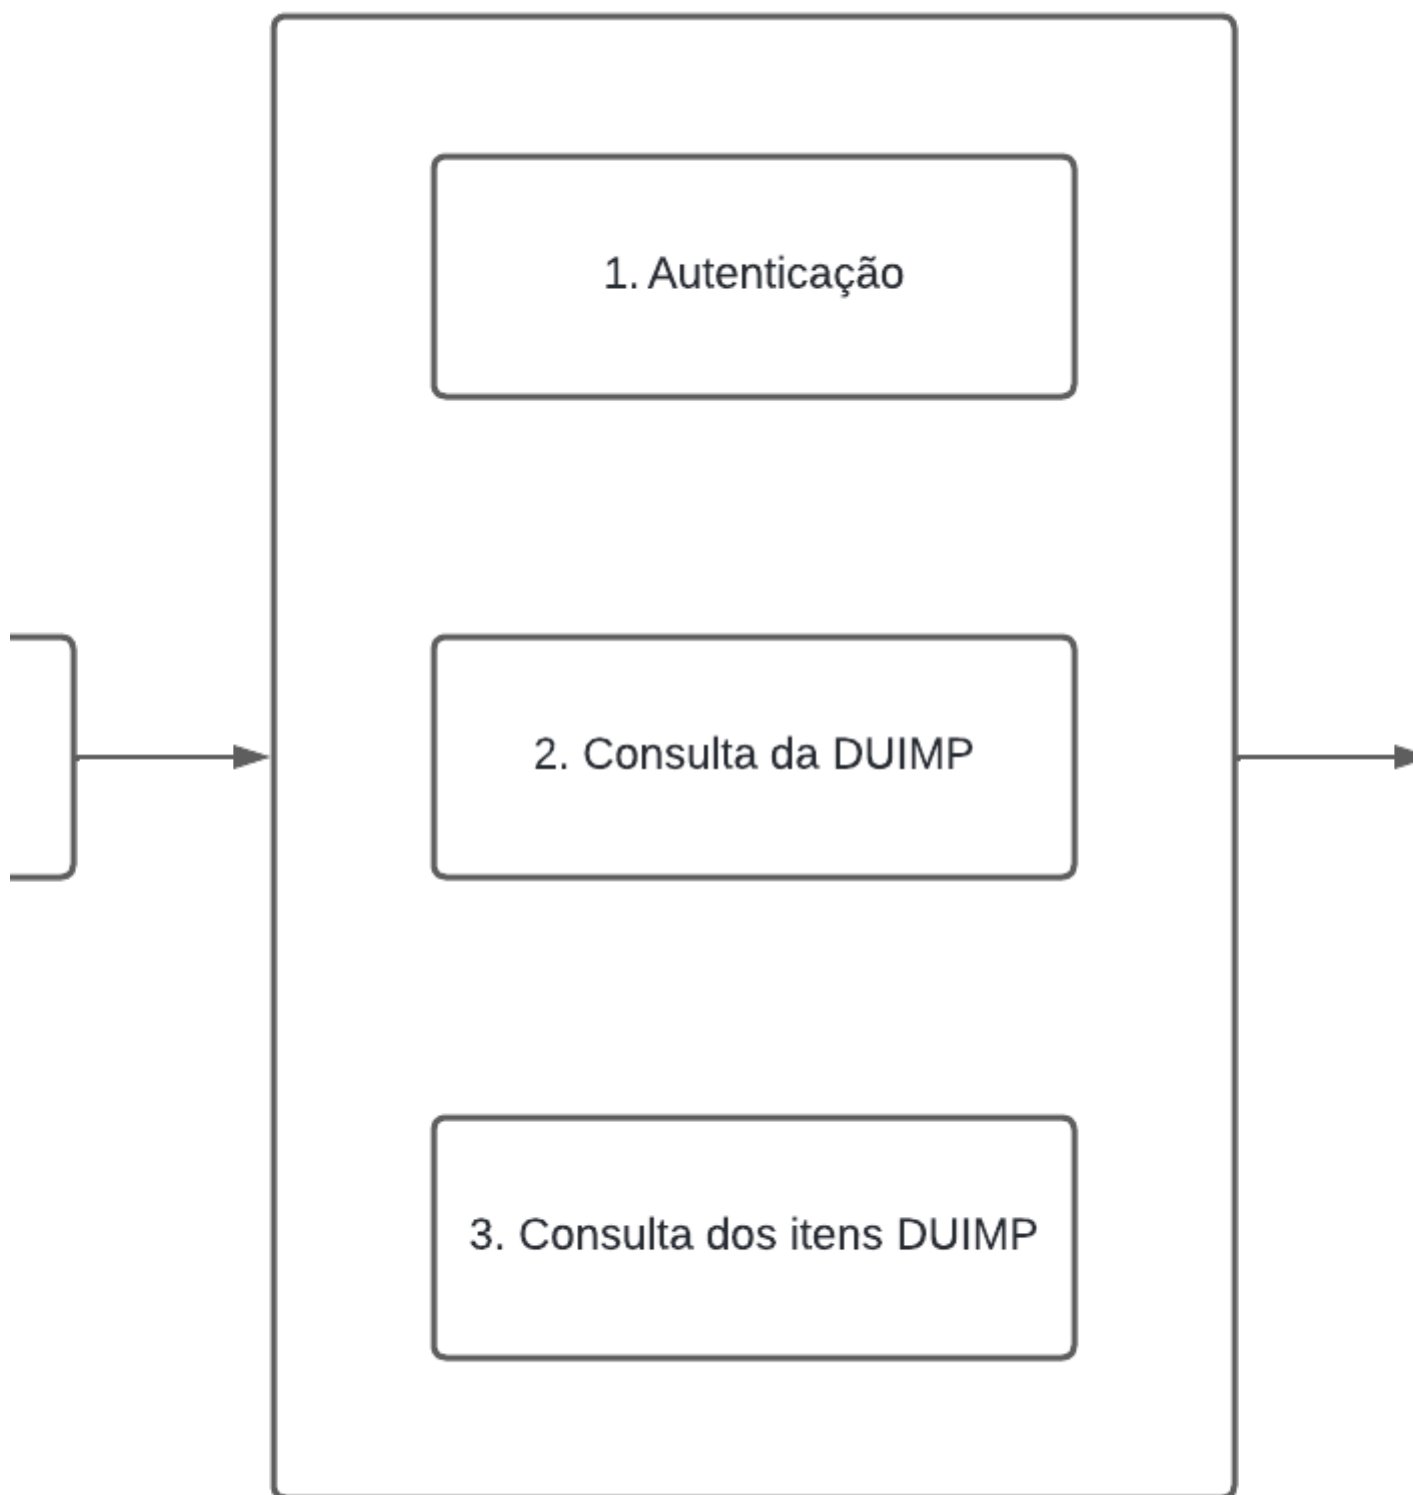 1. Autenticação
2. Consulta da DUIMP
3. Consulta dos itens DUIMP